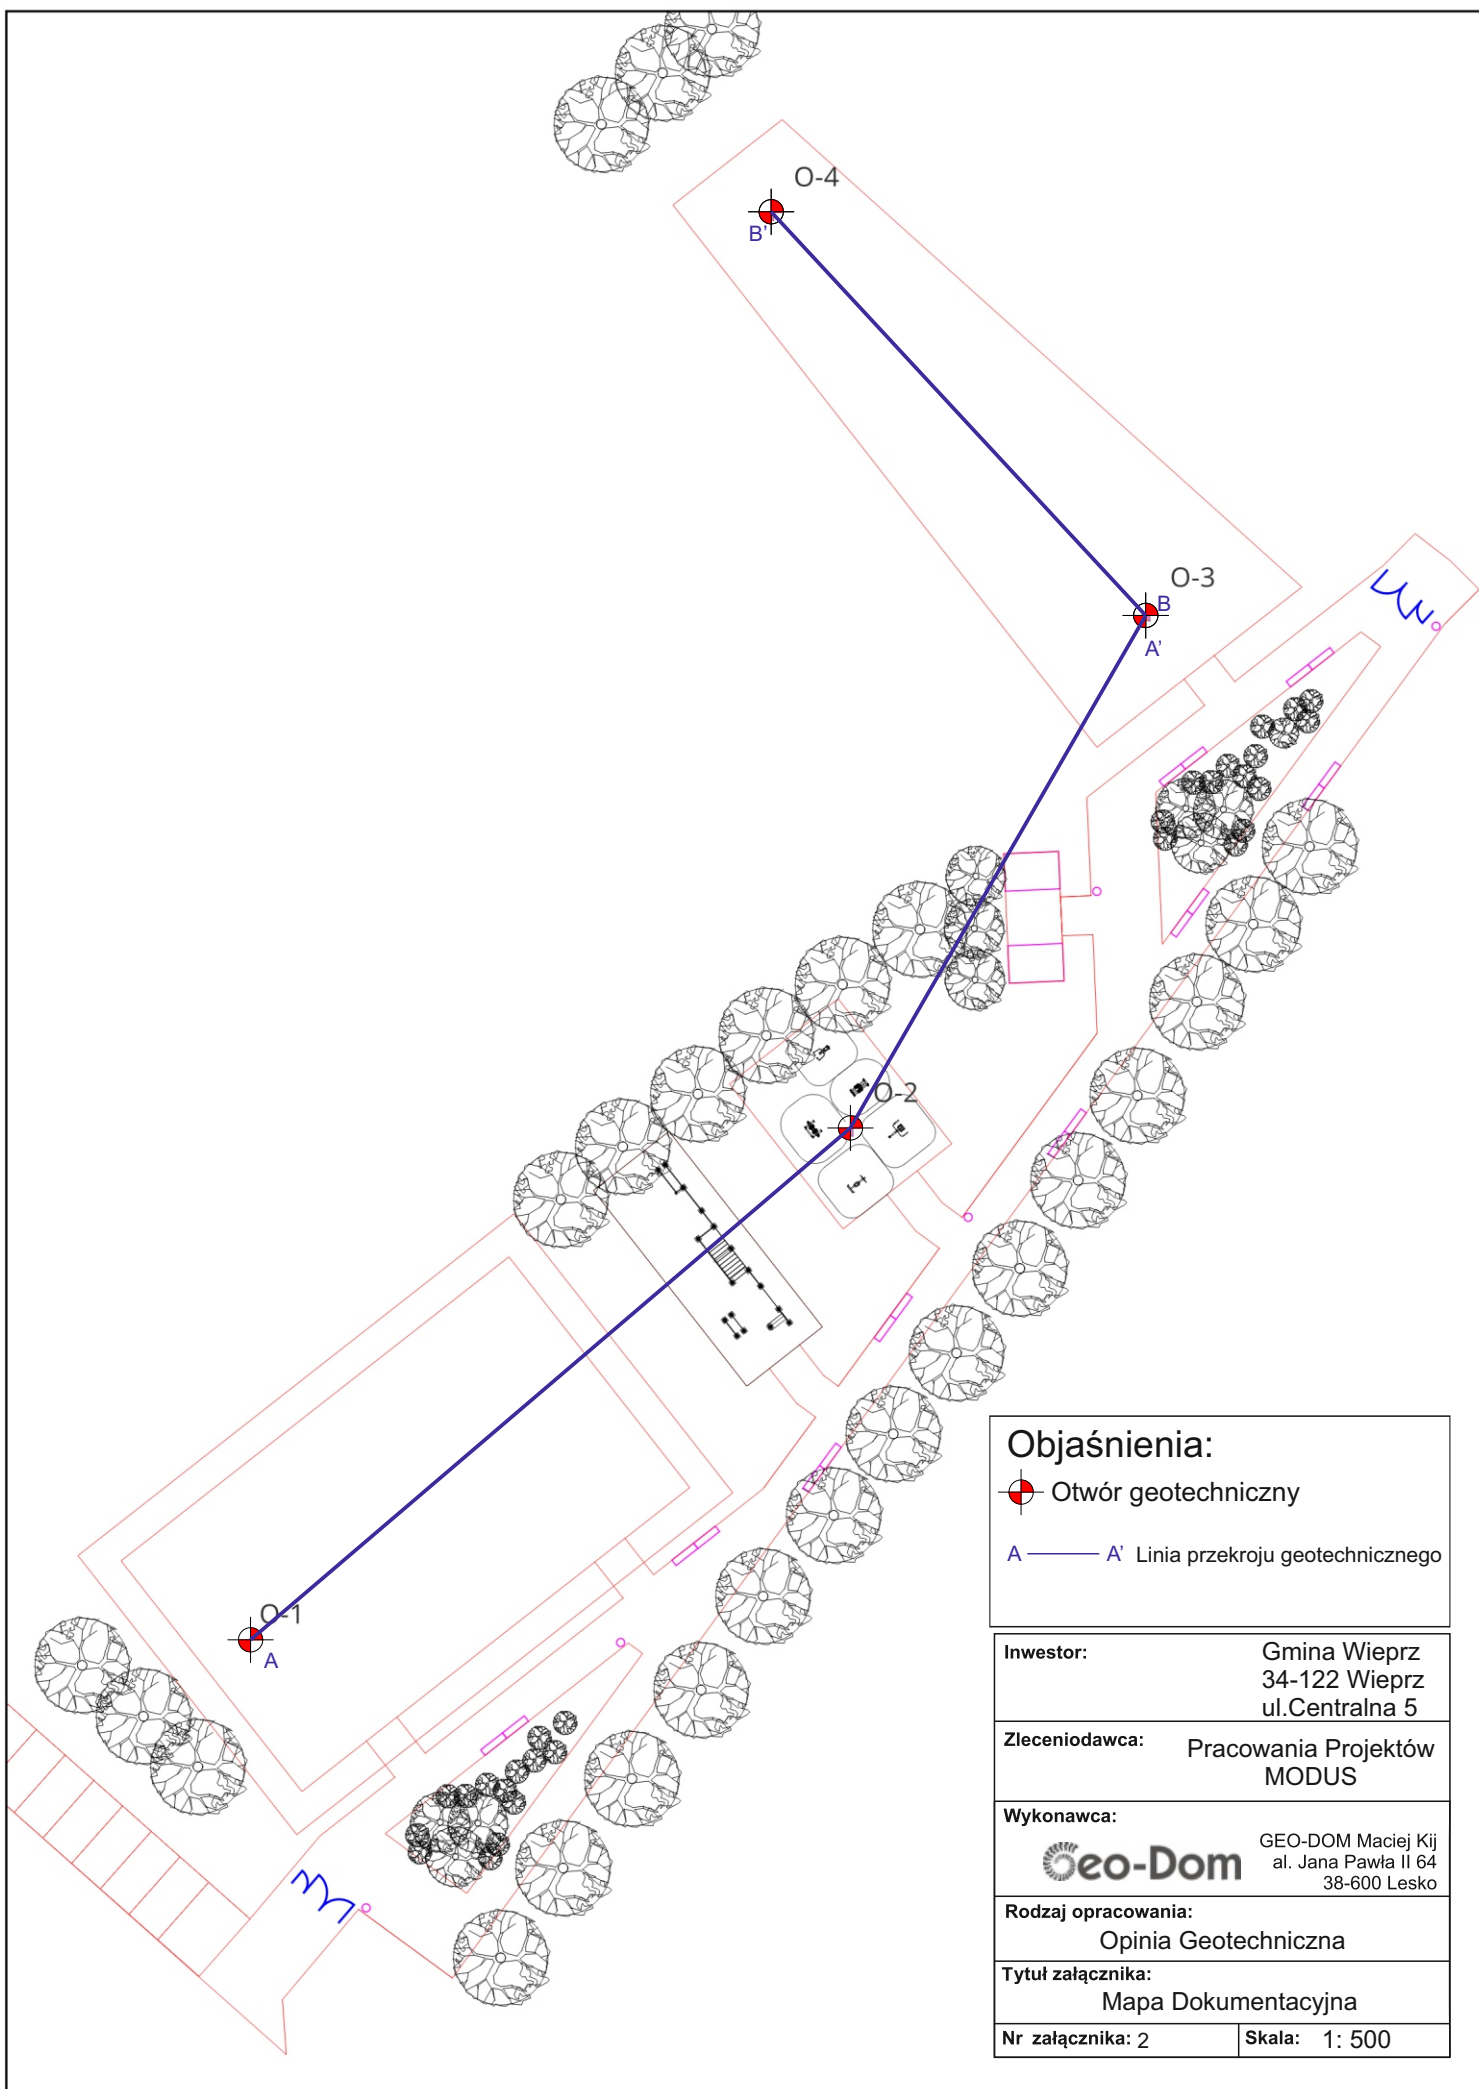 O-4
B'
O-3
B
A'
O-2
O-1
A
Objaśnienia:
Otwór geotechniczny
A A' Linia przekroju geotechnicznego
Inwestor: Gmina Wieprz
34-122 Wieprz
ul.Centralna 5
Zleceniodawca: Pracowania Projektów
MODUS
Wykonawca:
Geo-Dom
GEO-DOM Maciej Kij
al. Jana Pawła II 64
38-600 Lesko
Rodzaj opracowania:
Opinia Geotechniczna
Tytuł załącznika:
Mapa Dokumentacyjna
Nr załącznika: 2 Skala: 1: 500